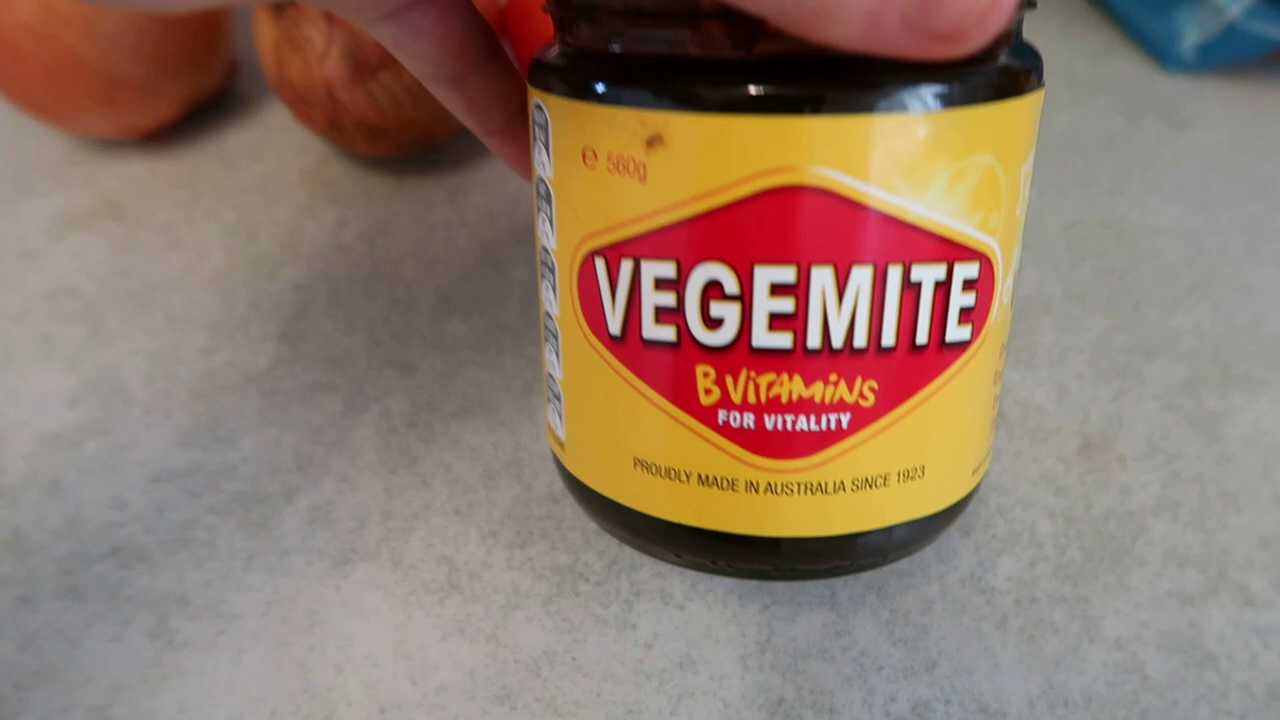 ℮ 560g
VEGEMITE
B ViTAMiNS
FOR VITALITY
PROUDLY MADE IN AUSTRALIA SINCE 1923